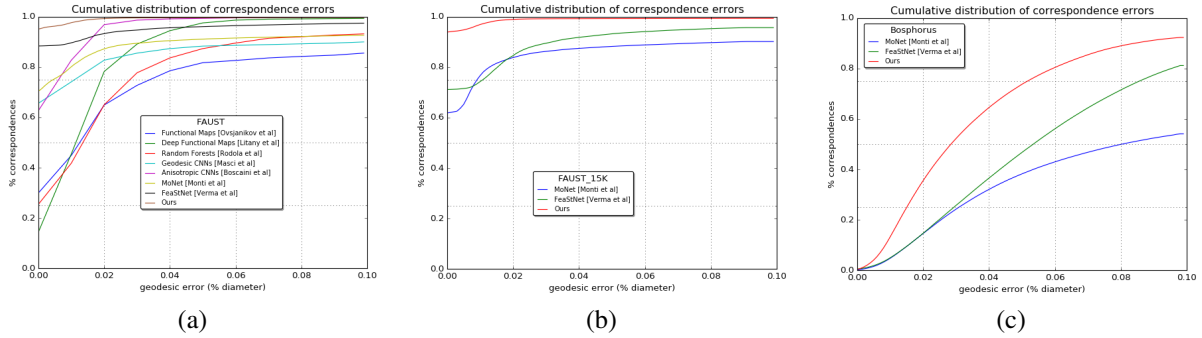 Cumulative distribution of correspondence errors
1.0
0.8
0.6
0.4
0.2
0.0
% correspondences
FAUST
Functional Maps [Ovsjanikov et al]
Deep Functional Maps [Litany et al]
Random Forests [Rodola et al]
Geodesic CNNs [Masci et al]
Anisotropic CNNs [Boscaini et al]
MoNet [Monti et al]
FeaStNet [Verma et al]
Ours
0.00 0.02 0.04 0.06 0.08 0.10
geodesic error (% diameter)
(a)
Cumulative distribution of correspondence errors
1.0
0.8
0.6
0.4
0.2
0.0
% correspondences
FAUST_15K
MoNet [Monti et al]
FeaStNet [Verma et al]
Ours
0.00 0.02 0.04 0.06 0.08 0.10
geodesic error (% diameter)
(b)
Cumulative distribution of correspondence errors
1.0
0.8
0.6
0.4
0.2
0.0
% correspondences
Bosphorus
MoNet [Monti et al]
FeaStNet [Verma et al]
Ours
0.00 0.02 0.04 0.06 0.08 0.10
geodesic error (% diameter)
(c)